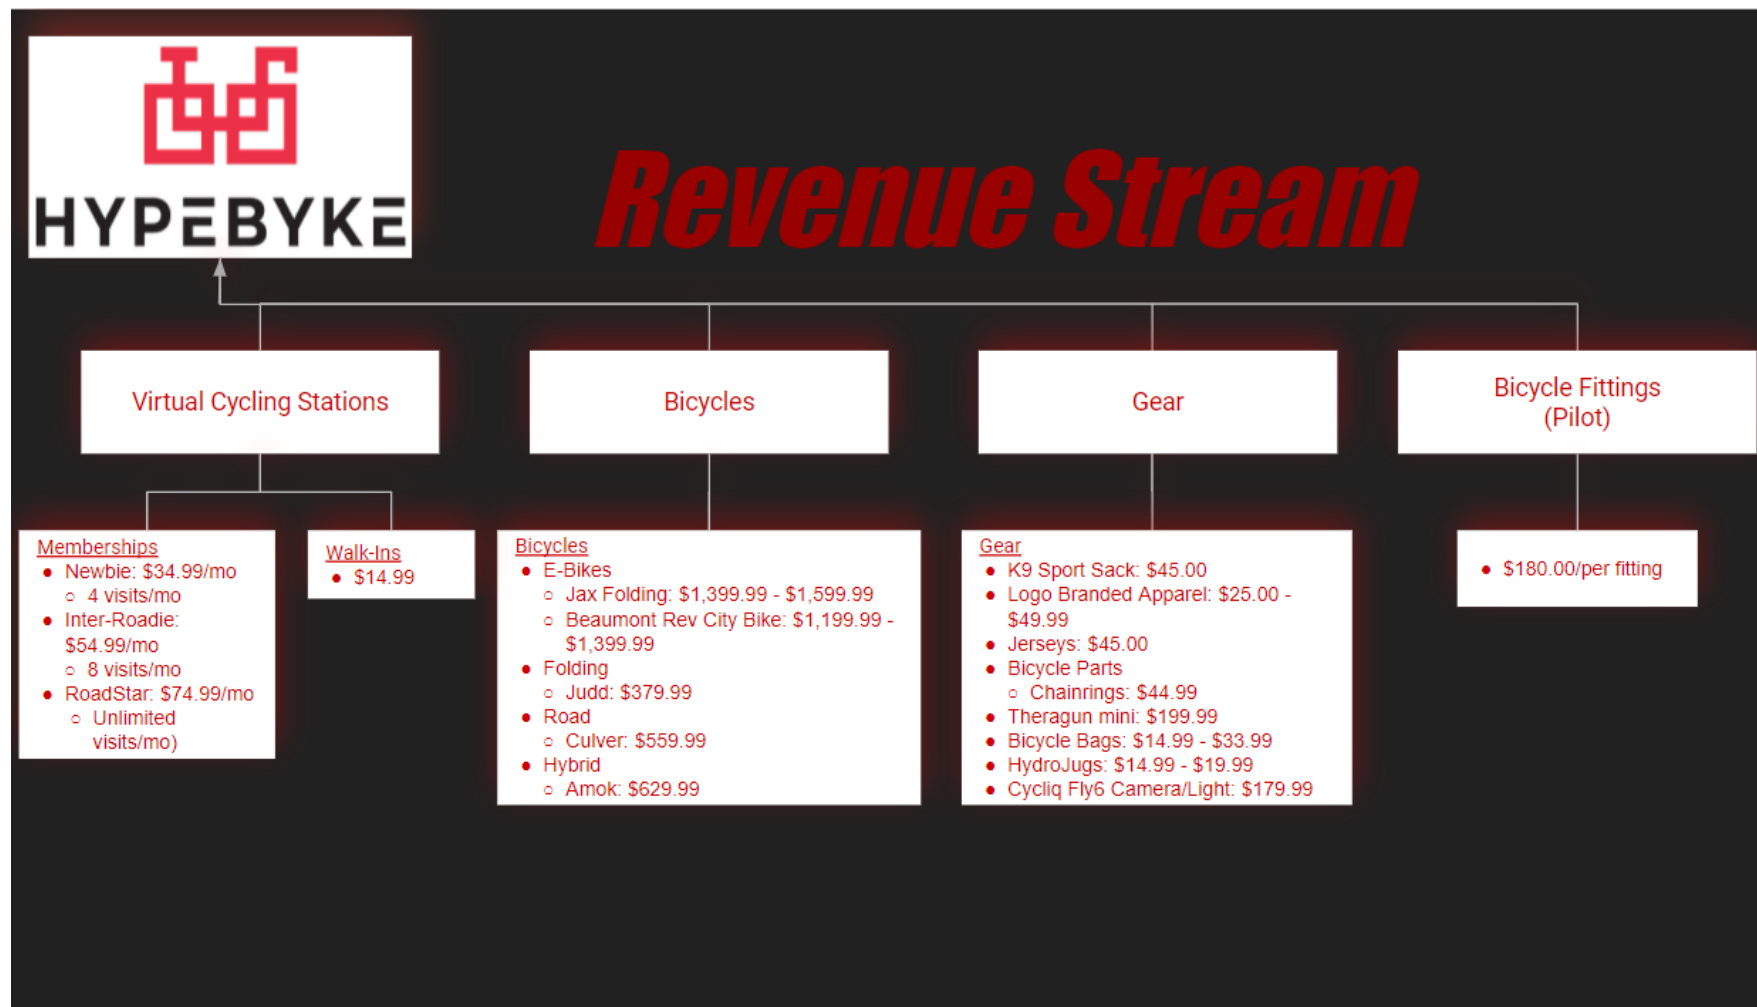 HYPEBYKE
Revenue Stream
Virtual Cycling Stations
Bicycles
Gear
Bicycle Fittings
(Pilot)
Memberships
● Newbie: $34.99/mo
○ 4 visits/mo
● Inter-Roadie:
$54.99/mo
○ 8 visits/mo
● RoadStar: $74.99/mo
○ Unlimited
visits/mo)
Walk-Ins
● $14.99
Bicycles
● E-Bikes
○ Jax Folding: $1,399.99 - $1,599.99
○ Beaumont Rev City Bike: $1,199.99 -
$1,399.99
● Folding
○ Judd: $379.99
● Road
○ Culver: $559.99
● Hybrid
○ Amok: $629.99
Gear
● K9 Sport Sack: $45.00
● Logo Branded Apparel: $25.00 -
$49.99
● Jerseys: $45.00
● Bicycle Parts
○ Chainrings: $44.99
● Theragun mini: $199.99
● Bicycle Bags: $14.99 - $33.99
● HydroJugs: $14.99 - $19.99
● Cycliq Fly6 Camera/Light: $179.99
● $180.00/per fitting